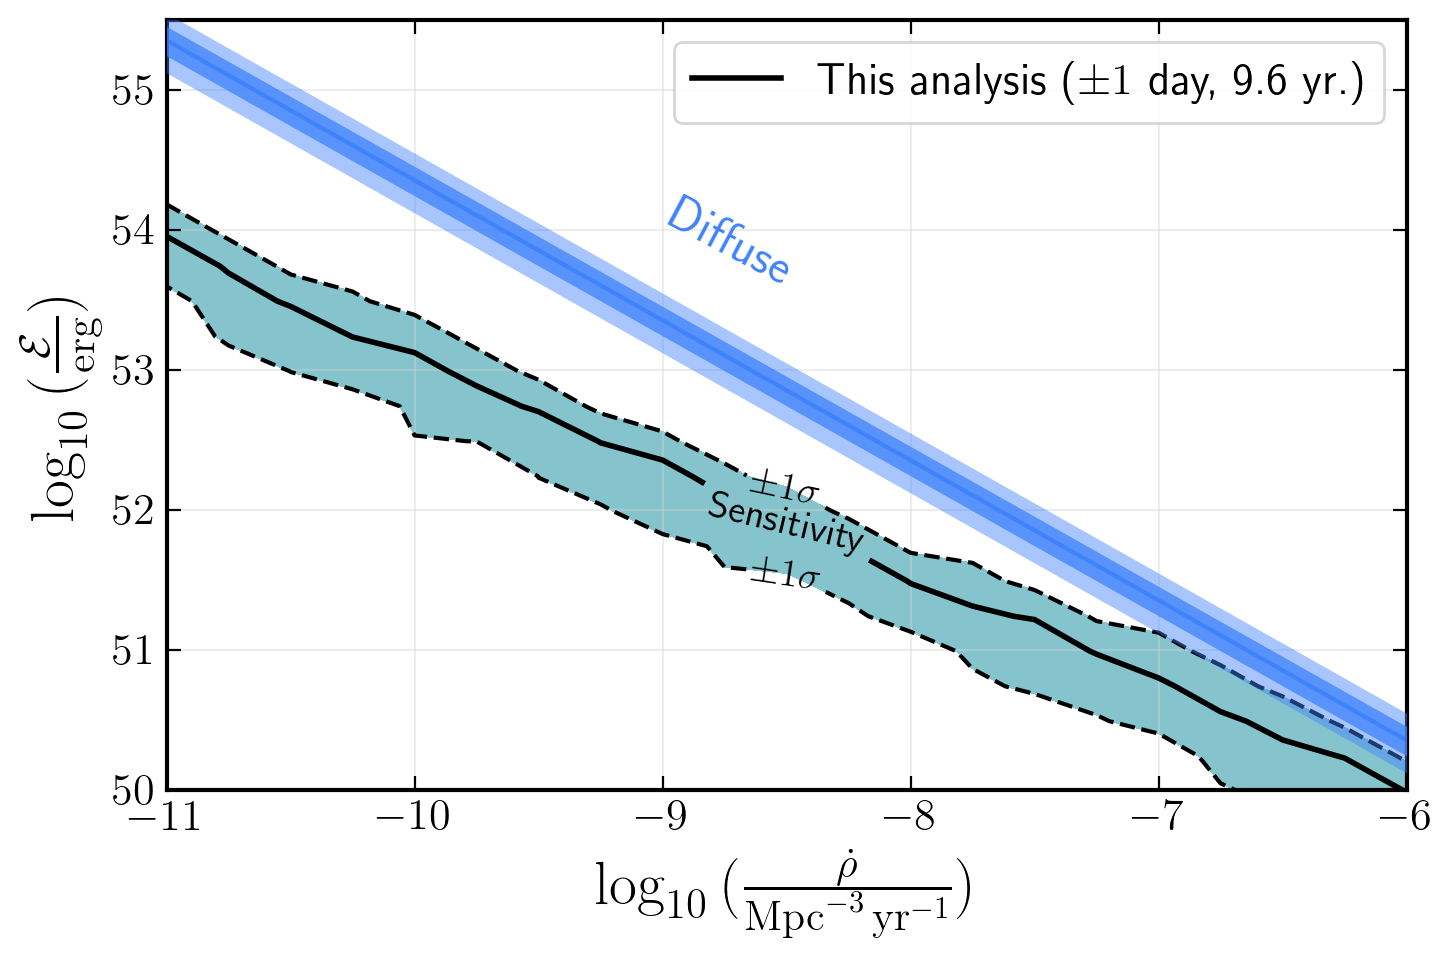 This analysis (±1 day, 9.6 yr.)
55
54
53
52
51
50
log₁₀ (ℰ/erg)
Diffuse
±1σ
Sensitivity
±1σ
−11 −10 −9 −8 −7 −6
log₁₀ (ρ̇/Mpc⁻³ yr⁻¹)